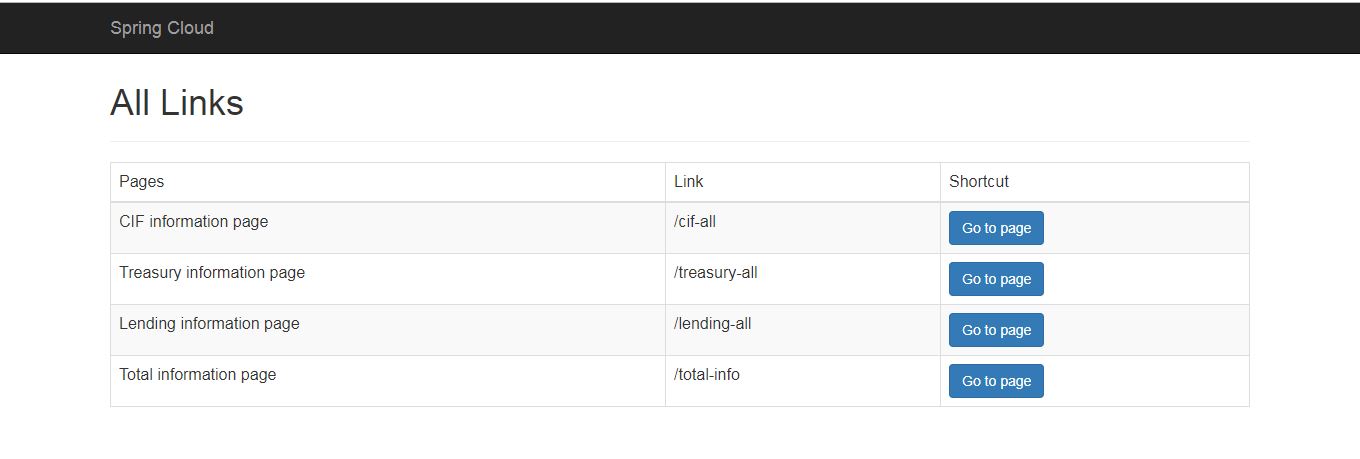 Spring Cloud
All Links
Pages Link Shortcut
CIF information page /cif-all Go to page
Treasury information page /treasury-all Go to page
Lending information page /lending-all Go to page
Total information page /total-info Go to page